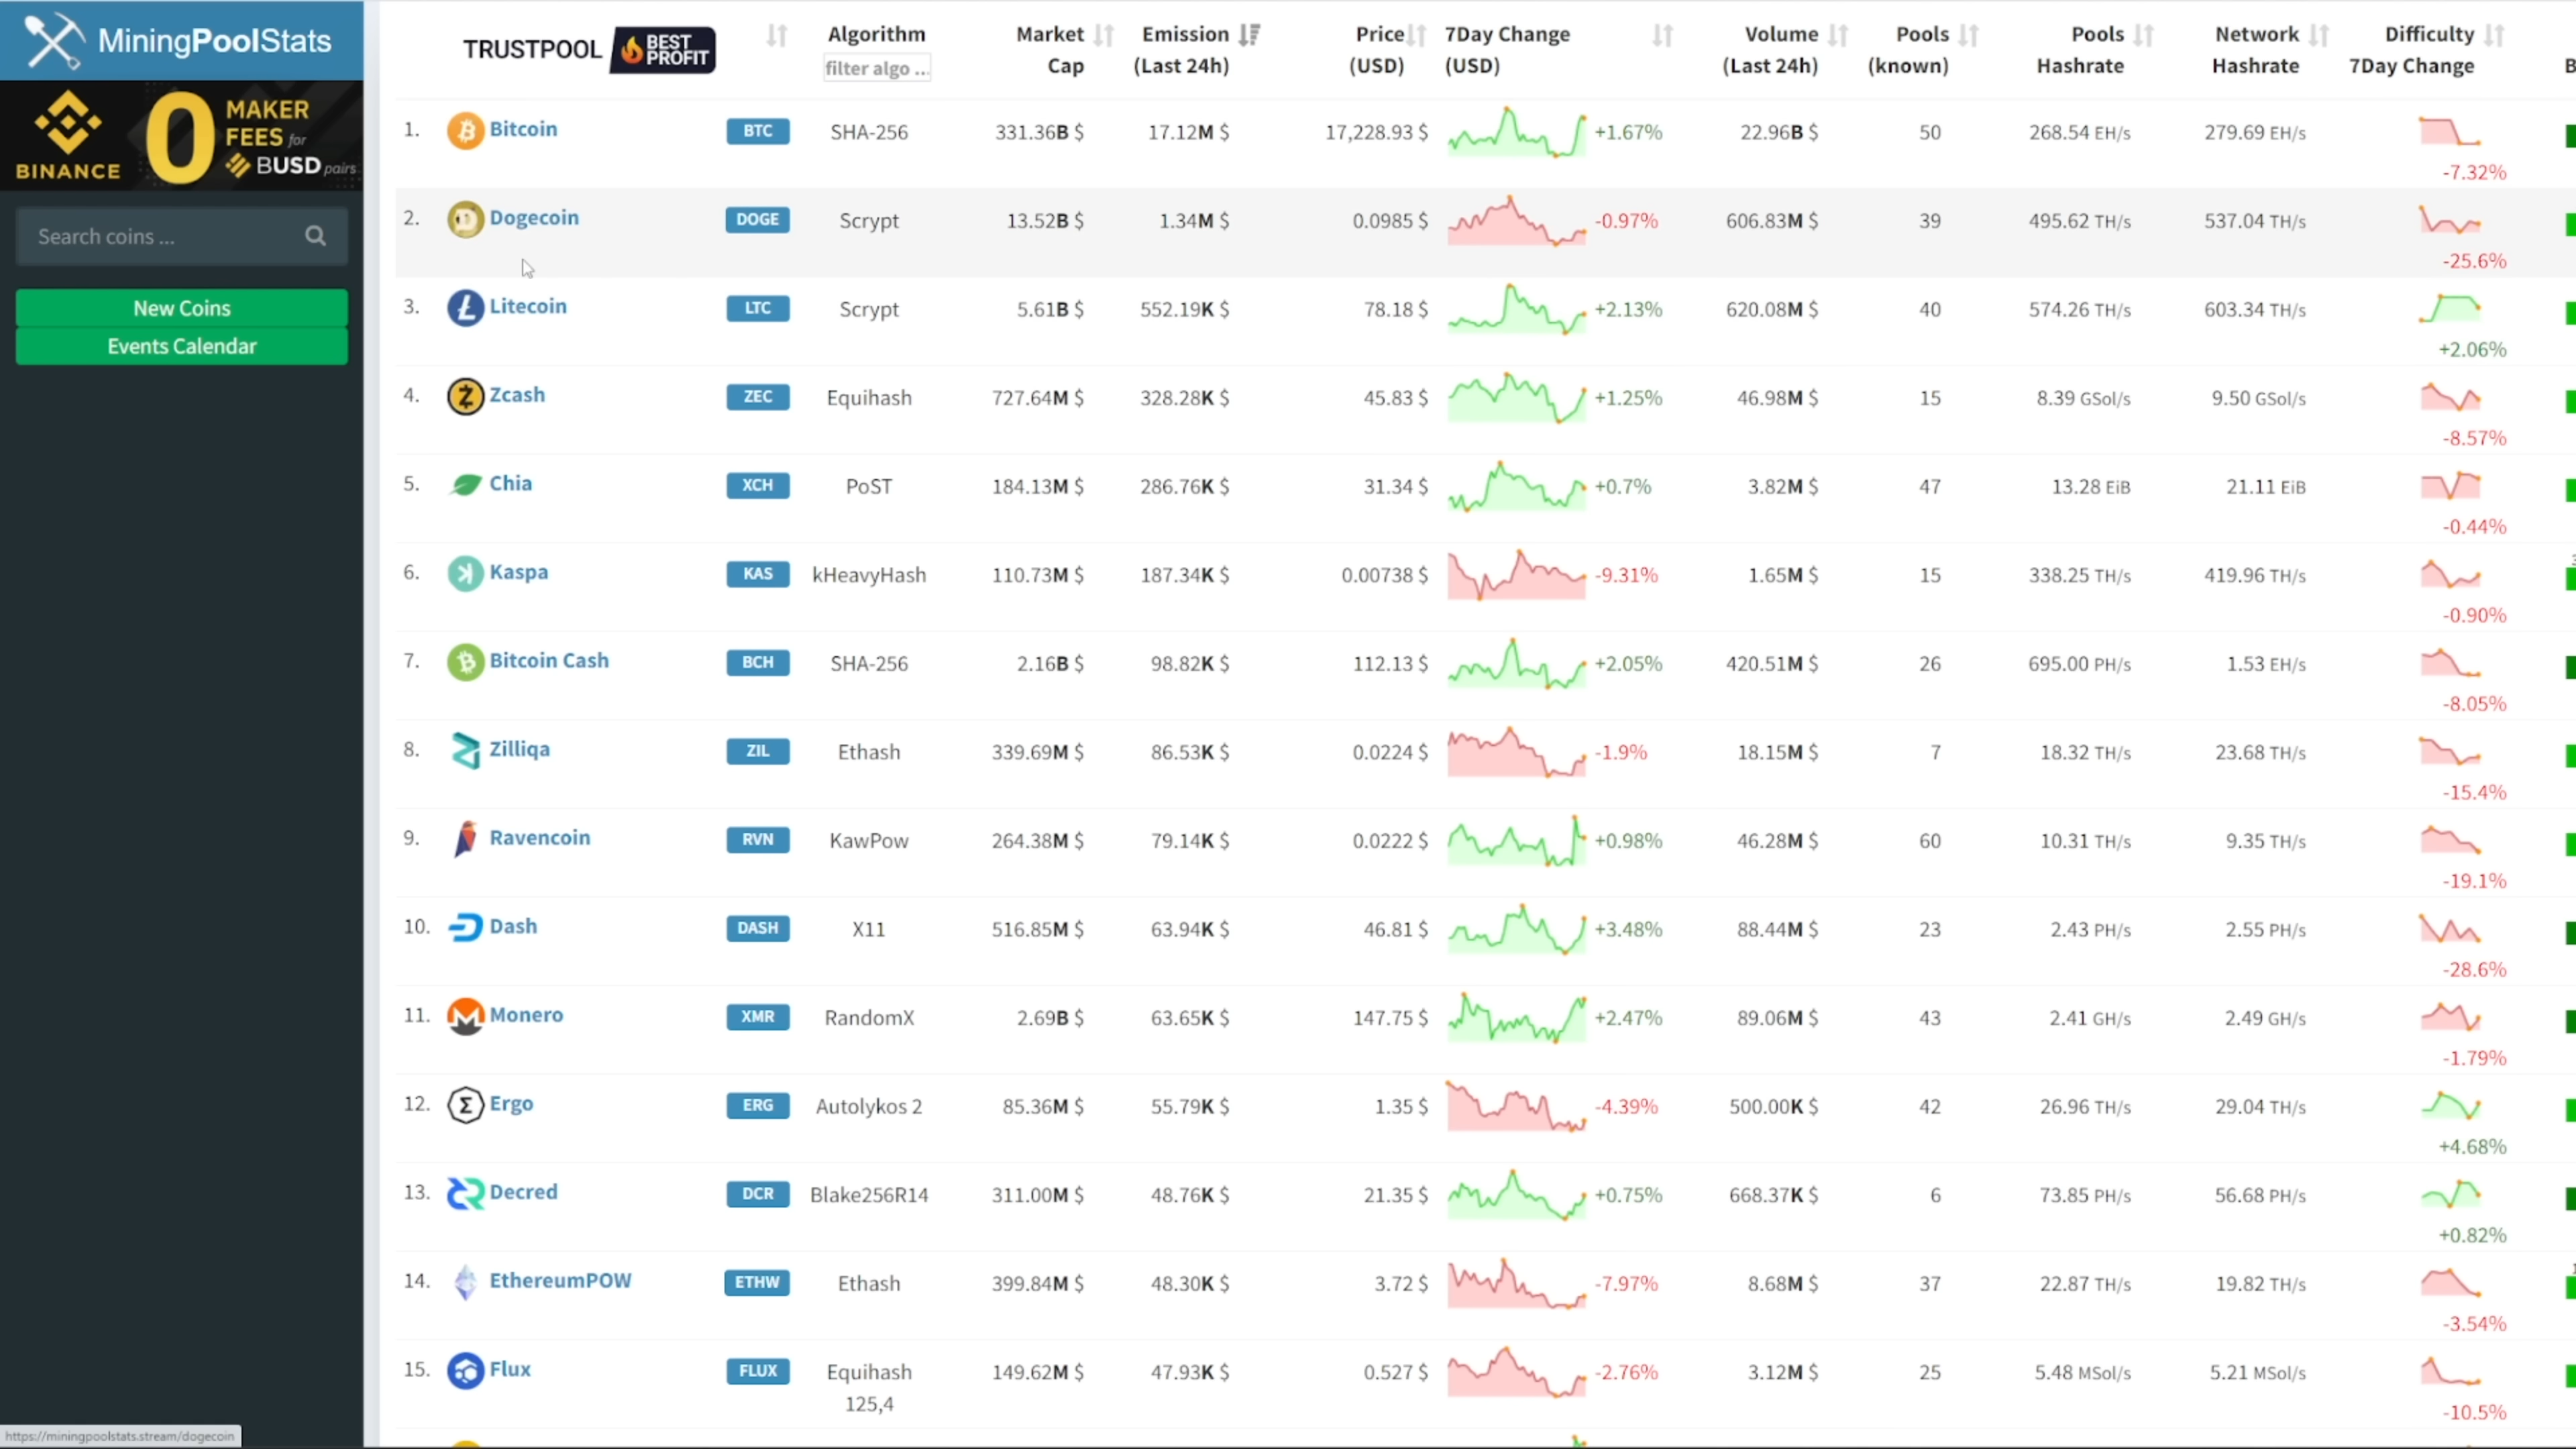 MiningPoolStats
BINANCE
0
MAKER
FEES for
BUSD pairs
Search coins ...
New Coins
Events Calendar
TRUSTPOOL BEST PROFIT
Algorithm
filter algo ...
Market Cap
Emission (Last 24h)
Price (USD)
7Day Change (USD)
Volume (Last 24h)
Pools (known)
Pools Hashrate
Network Hashrate
Difficulty 7Day Change
B
1. Bitcoin BTC SHA-256 331.36B $ 17.12M $ 17,228.93 $ +1.67% 22.96B $ 50 268.54 EH/s 279.69 EH/s
-7.32%
2. Dogecoin DOGE Scrypt 13.52B $ 1.34M $ 0.0985 $ -0.97% 606.83M $ 39 495.62 TH/s 537.04 TH/s
-25.6%
3. Litecoin LTC Scrypt 5.61B $ 552.19K $ 78.18 $ +2.13% 620.08M $ 40 574.26 TH/s 603.34 TH/s
+2.06%
4. Zcash ZEC Equihash 727.64M $ 328.28K $ 45.83 $ +1.25% 46.98M $ 15 8.39 GSol/s 9.50 GSol/s
-8.57%
5. Chia XCH PoST 184.13M $ 286.76K $ 31.34 $ +0.7% 3.82M $ 47 13.28 EiB 21.11 EiB
-0.44%
6. Kaspa KAS kHeavyHash 110.73M $ 187.34K $ 0.00738 $ -9.31% 1.65M $ 15 338.25 TH/s 419.96 TH/s
-0.90%
7. Bitcoin Cash BCH SHA-256 2.16B $ 98.82K $ 112.13 $ +2.05% 420.51M $ 26 695.00 PH/s 1.53 EH/s
-8.05%
8. Zilliqa ZIL Ethash 339.69M $ 86.53K $ 0.0224 $ -1.9% 18.15M $ 7 18.32 TH/s 23.68 TH/s
-15.4%
9. Ravencoin RVN KawPow 264.38M $ 79.14K $ 0.0222 $ +0.98% 46.28M $ 60 10.31 TH/s 9.35 TH/s
-19.1%
10. Dash DASH X11 516.85M $ 63.94K $ 46.81 $ +3.48% 88.44M $ 23 2.43 PH/s 2.55 PH/s
-28.6%
11. Monero XMR RandomX 2.69B $ 63.65K $ 147.75 $ +2.47% 89.06M $ 43 2.41 GH/s 2.49 GH/s
-1.79%
12. Ergo ERG Autolykos 2 85.36M $ 55.79K $ 1.35 $ -4.39% 500.00K $ 42 26.96 TH/s 29.04 TH/s
+4.68%
13. Decred DCR Blake256R14 311.00M $ 48.76K $ 21.35 $ +0.75% 668.37K $ 6 73.85 PH/s 56.68 PH/s
+0.82%
14. EthereumPOW ETHW Ethash 399.84M $ 48.30K $ 3.72 $ -7.97% 8.68M $ 37 22.87 TH/s 19.82 TH/s
-3.54%
15. Flux FLUX Equihash 149.62M $ 47.93K $ 0.527 $ -2.76% 3.12M $ 25 5.48 MSol/s 5.21 MSol/s
125,4
-10.5%
https://miningpoolstats.stream/dogecoin